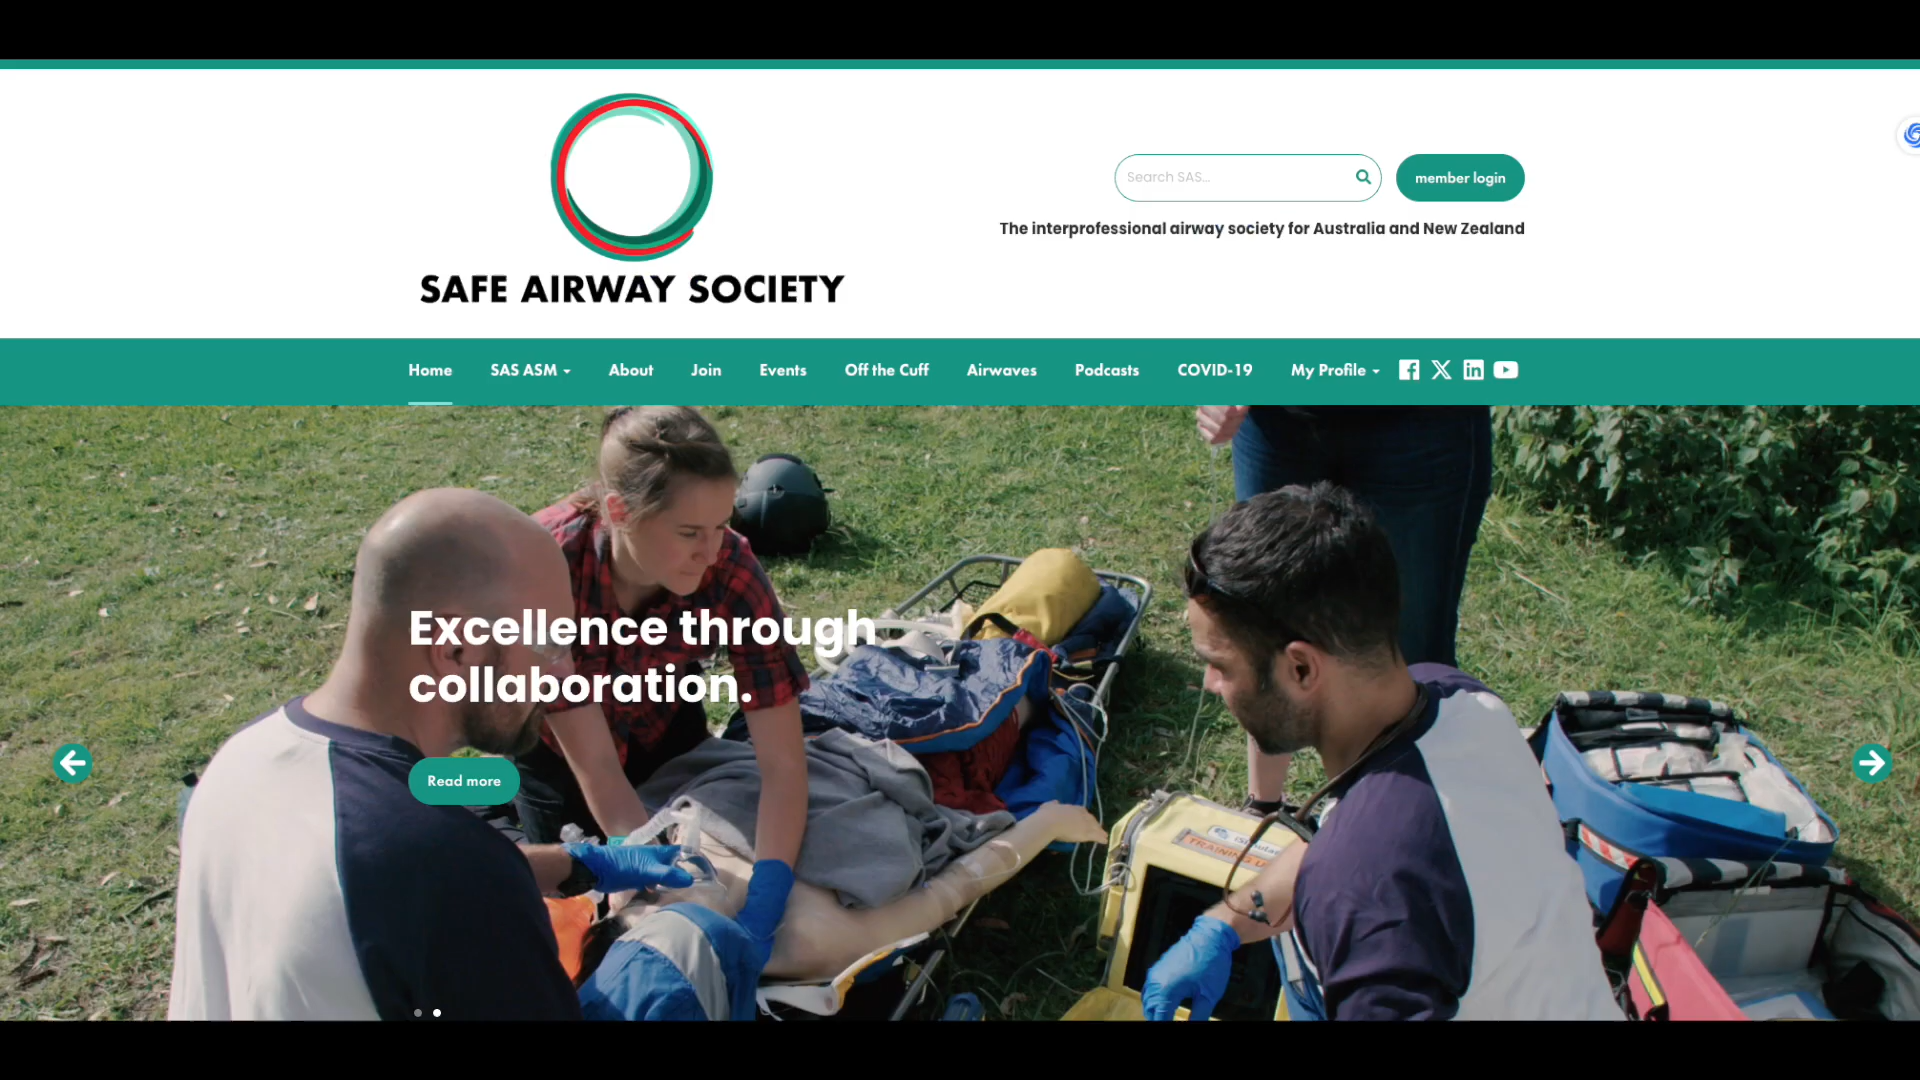 SAFE AIRWAY SOCIETY
Search SAS...
member login
The interprofessional airway society for Australia and New Zealand
Home
SAS ASM
About
Join
Events
Off the Cuff
Airwaves
Podcasts
COVID-19
My Profile
Excellence through
collaboration.
Read more